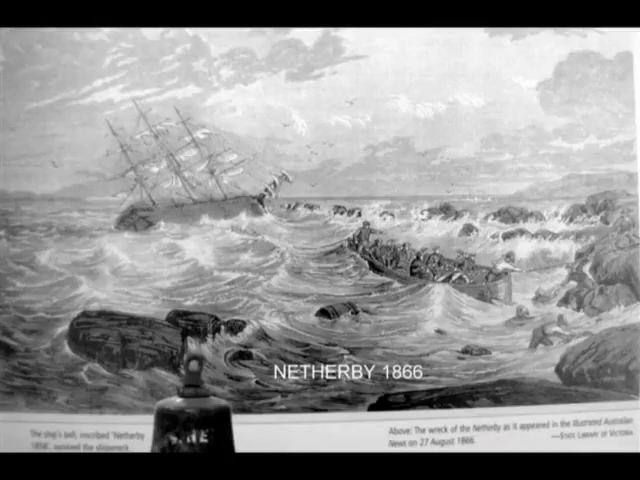 NETHERBY 1866
The ship's bell, inscribed 'Netherby
1858', survived the shipwreck.
Above: The wreck of the Netherby as it appeared in the Illustrated Australian
News on 27 August 1866.
—STATE LIBRARY OF VICTORIA